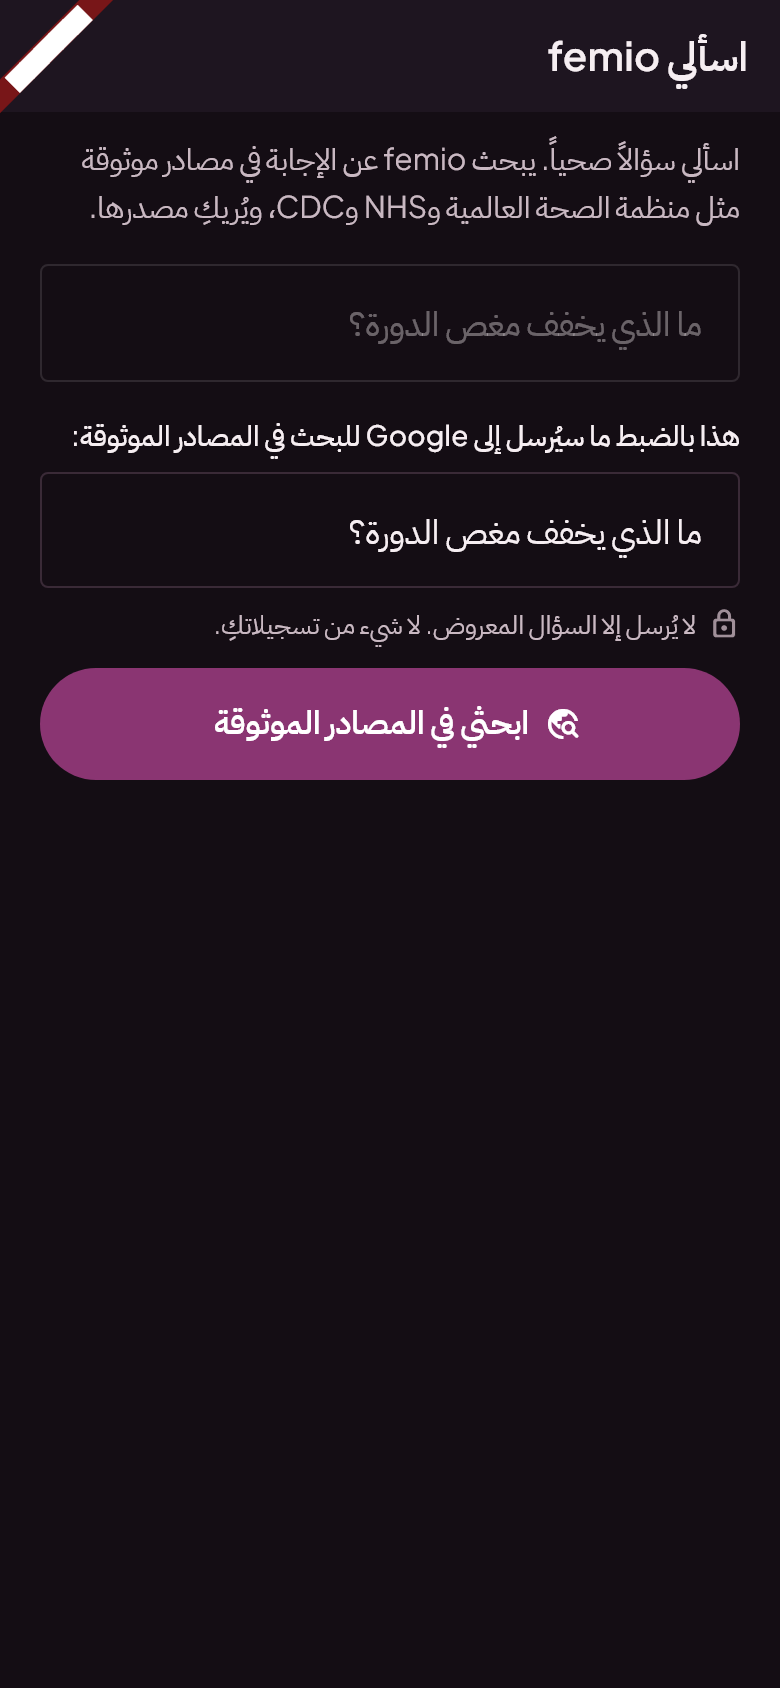 اسألي femio
اسألي سؤالاً صحياً. يبحث femio عن الإجابة في مصادر موثوقة
مثل منظمة الصحة العالمية وNHS وCDC، ويُريكِ مصدرها.
ما الذي يخفف مغص الدورة؟
هذا بالضبط ما سيُرسل إلى Google للبحث في المصادر الموثوقة:
ما الذي يخفف مغص الدورة؟
لا يُرسل إلا السؤال المعروض. لا شيء من تسجيلاتكِ.
ابحثي في المصادر الموثوقة